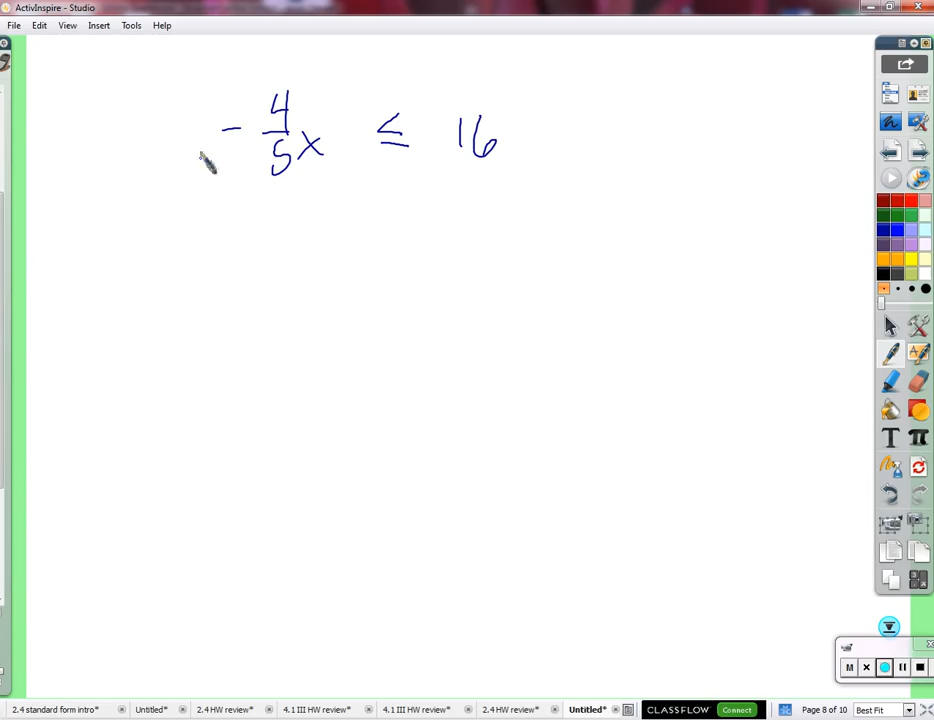 ActivInspire - Studio
File Edit View Insert Tools Help
- 4/5 x ≤ 16
M
2.4 standard form intro* Untitled* 2.4 HW review* 4.1 III HW review* 4.1 III HW review* 2.4 HW review* Untitled* CLASSFLOW Connect Page 8 of 10 Best Fit